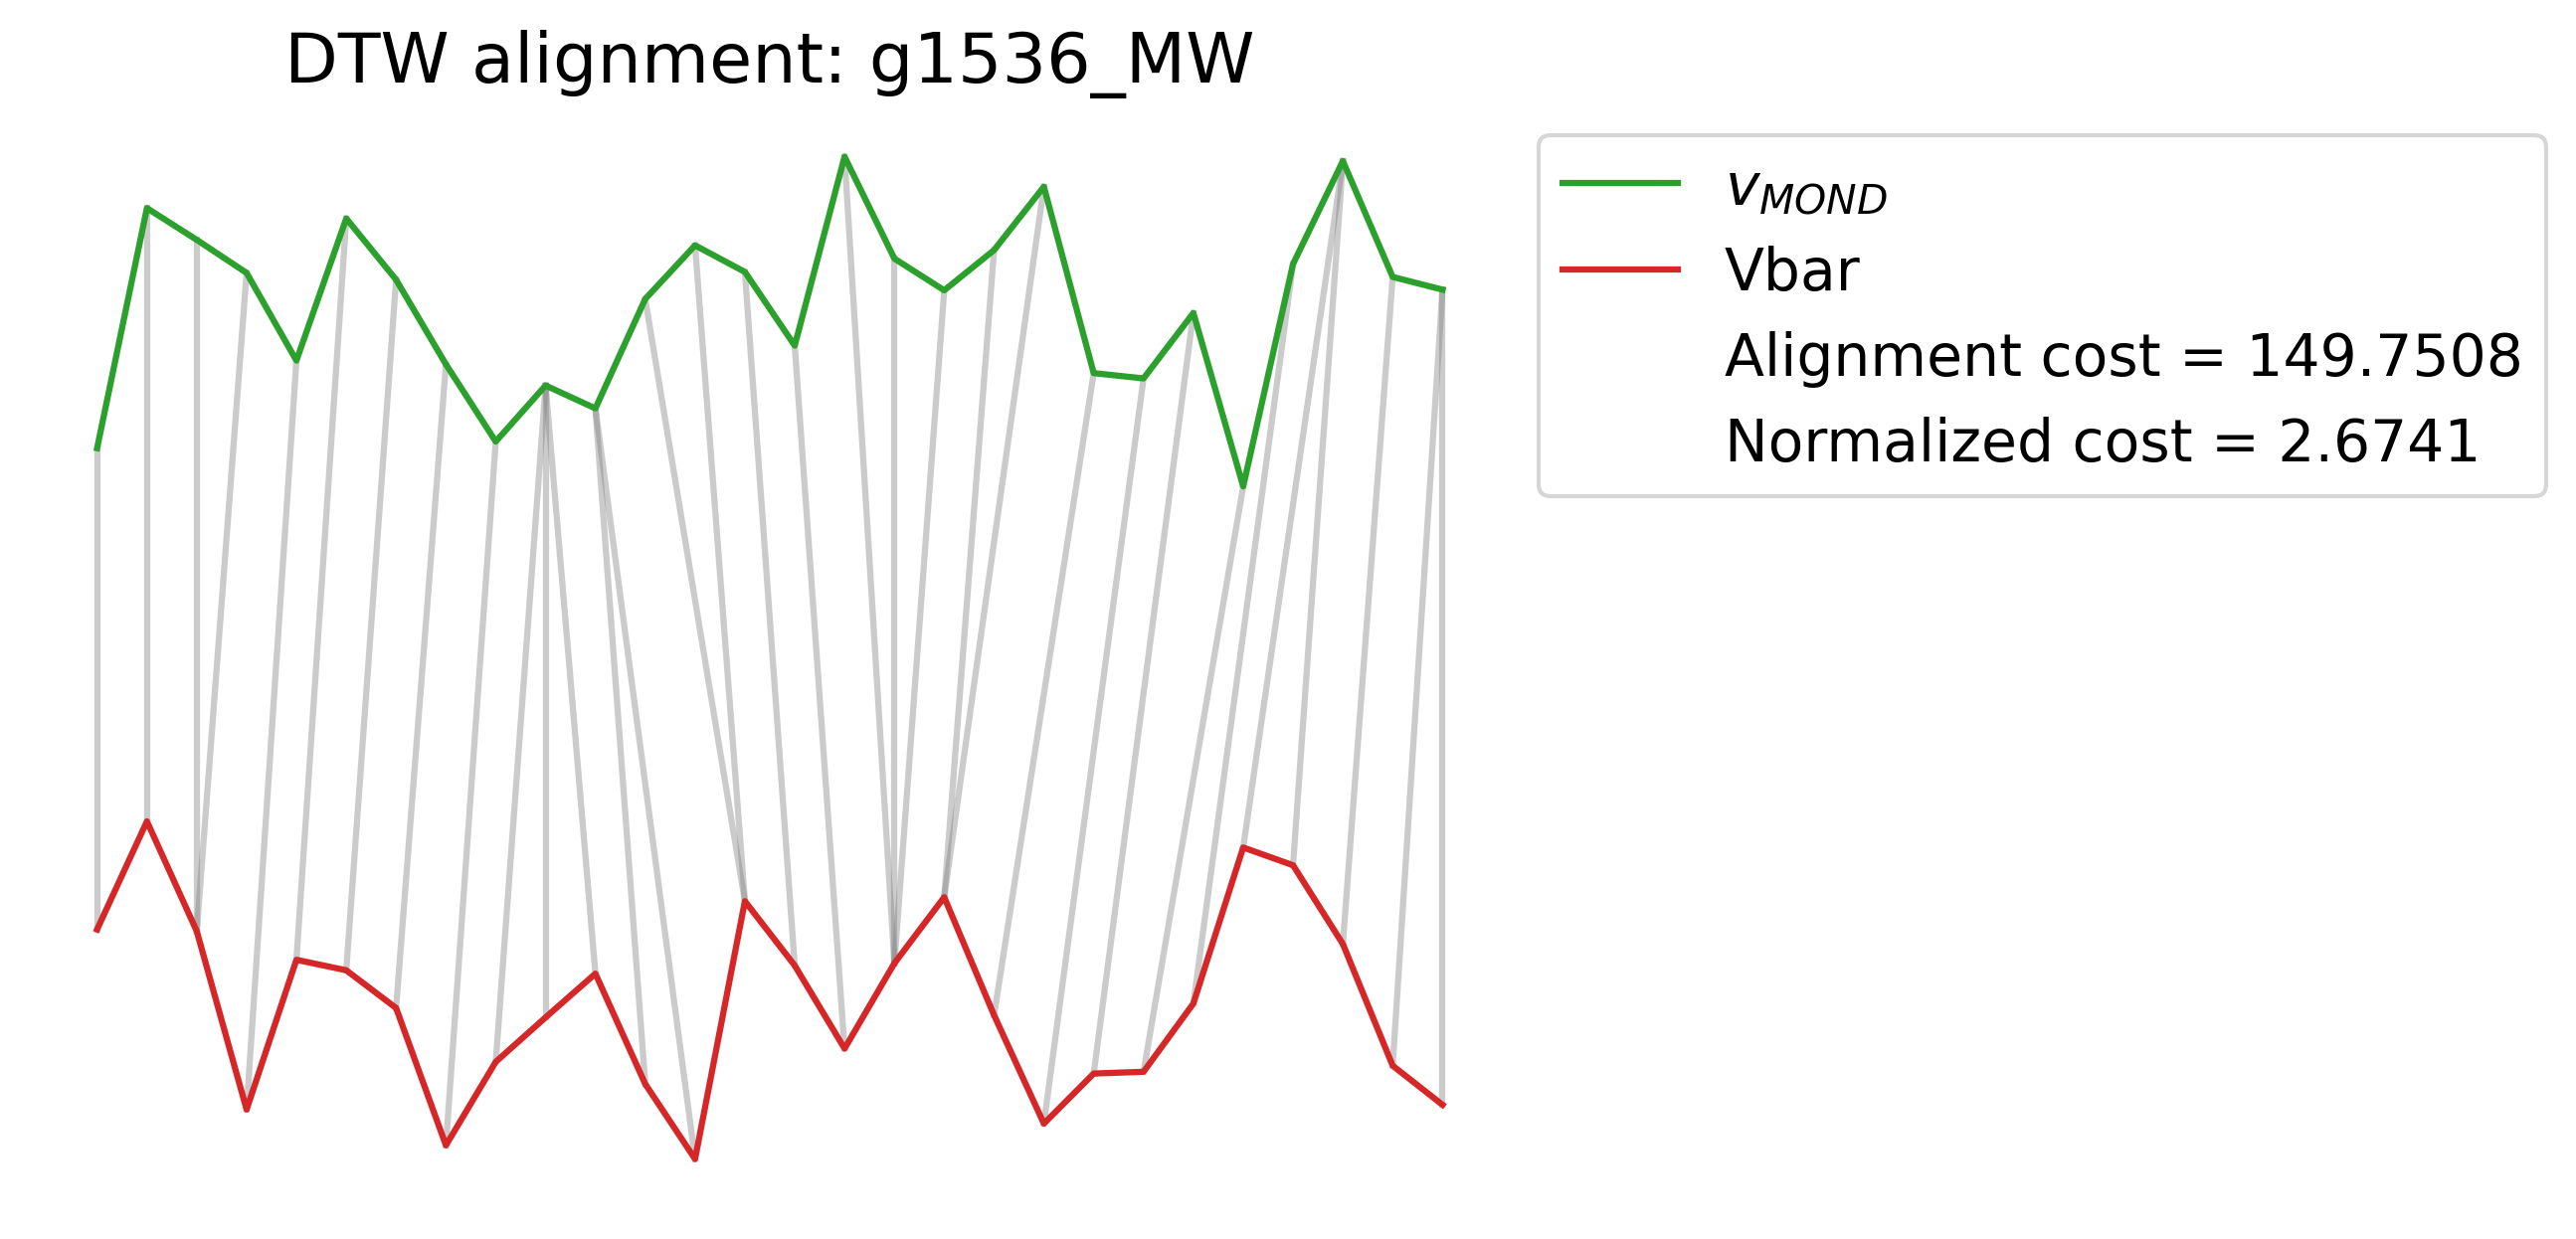 DTW alignment: g1536_MW
v_MOND
Vbar
Alignment cost = 149.7508
Normalized cost = 2.6741